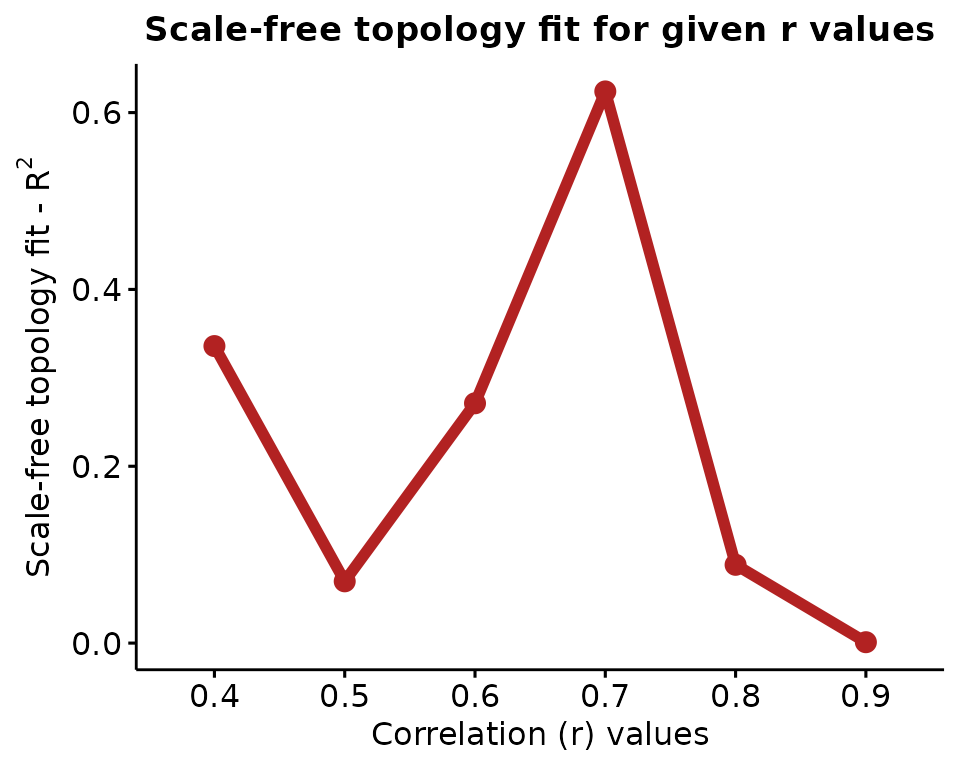 Scale-free topology fit for given r values
Scale-free topology fit - R²
0.6
0.4
0.2
0.0
0.4 0.5 0.6 0.7 0.8 0.9
Correlation (r) values